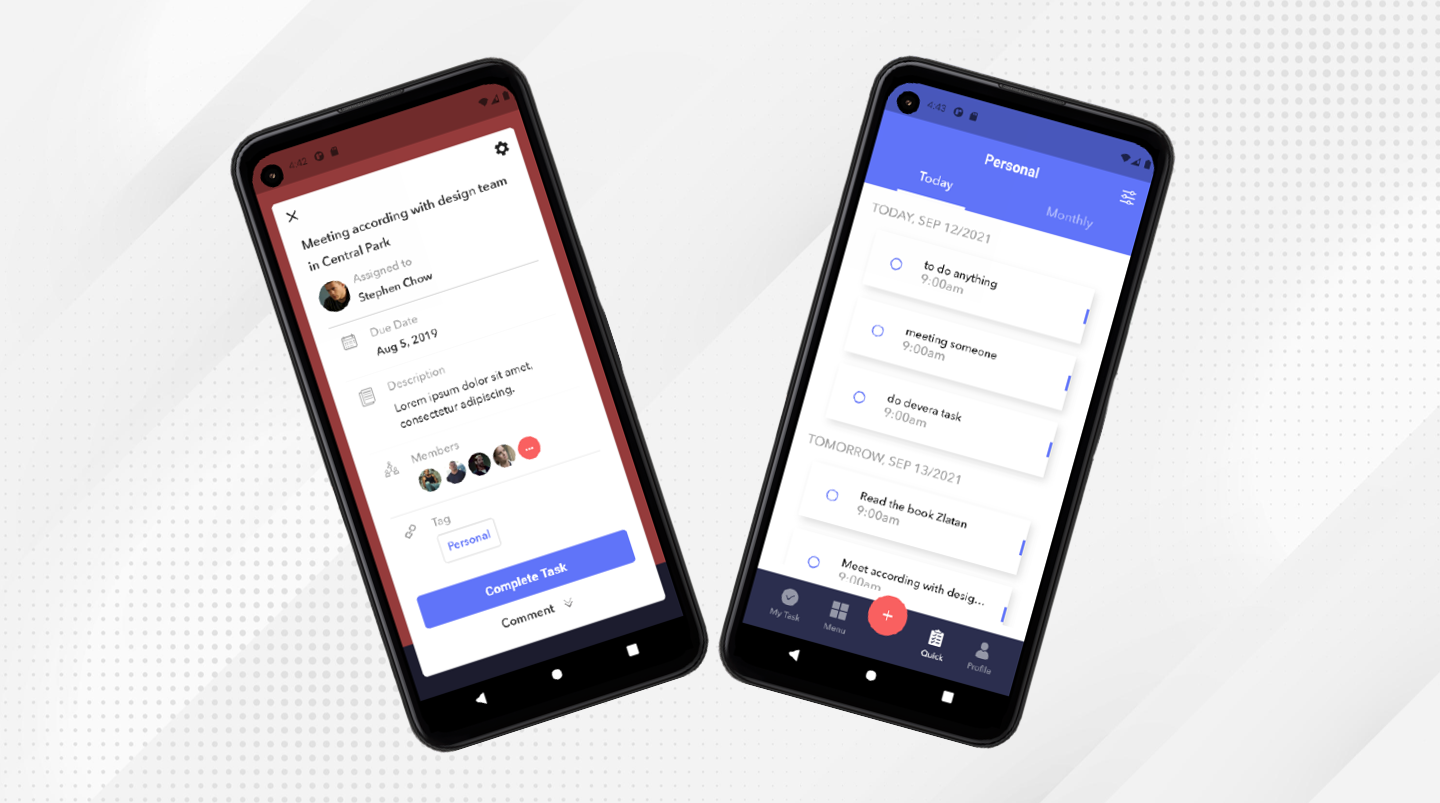 4:42
Meeting according with design team
in Central Park
Assigned to
Stephen Chow
Due Date
Aug 5, 2019
Description
Lorem ipsum dolor sit amet,
consectetur adipiscing.
Members
Tag
Personal
Complete Task
Comment
4:43
Personal
Today
Monthly
TODAY, SEP 12/2021
to do anything
9:00am
meeting someone
9:00am
do devera task
9:00am
TOMORROW, SEP 13/2021
Read the book Zlatan
9:00am
Meet according with desig...
9:00am
My Task
Menu
Quick
Profile